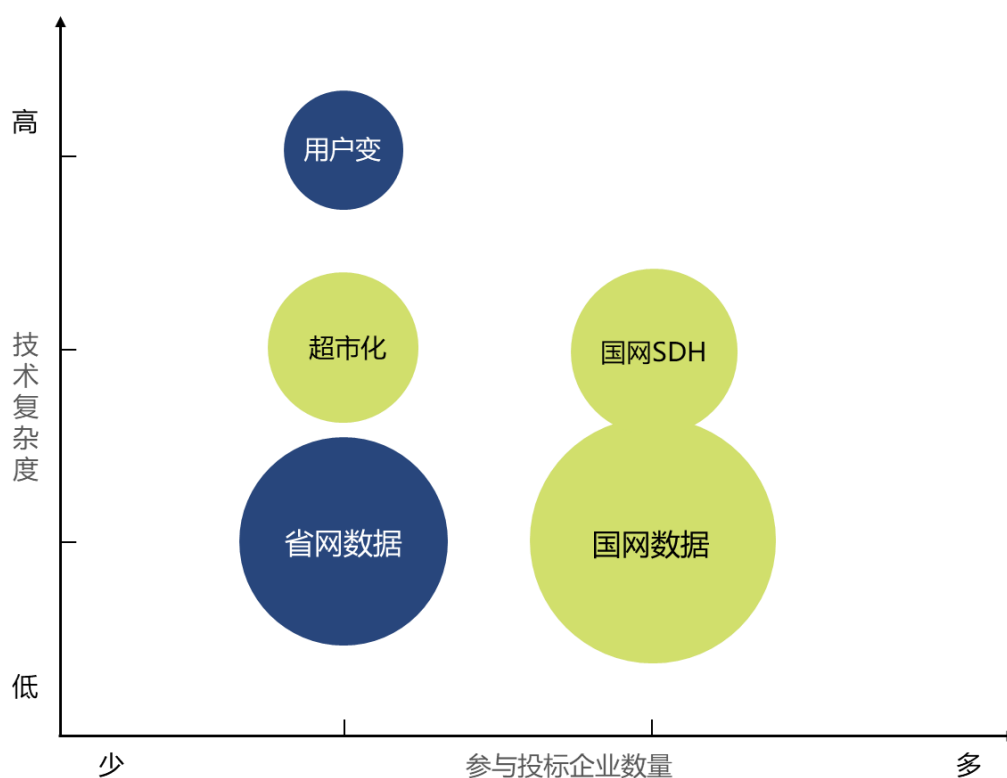 高
用户变
技术复杂度
超市化
国网SDH
省网数据
国网数据
低
少
参与投标企业数量
多